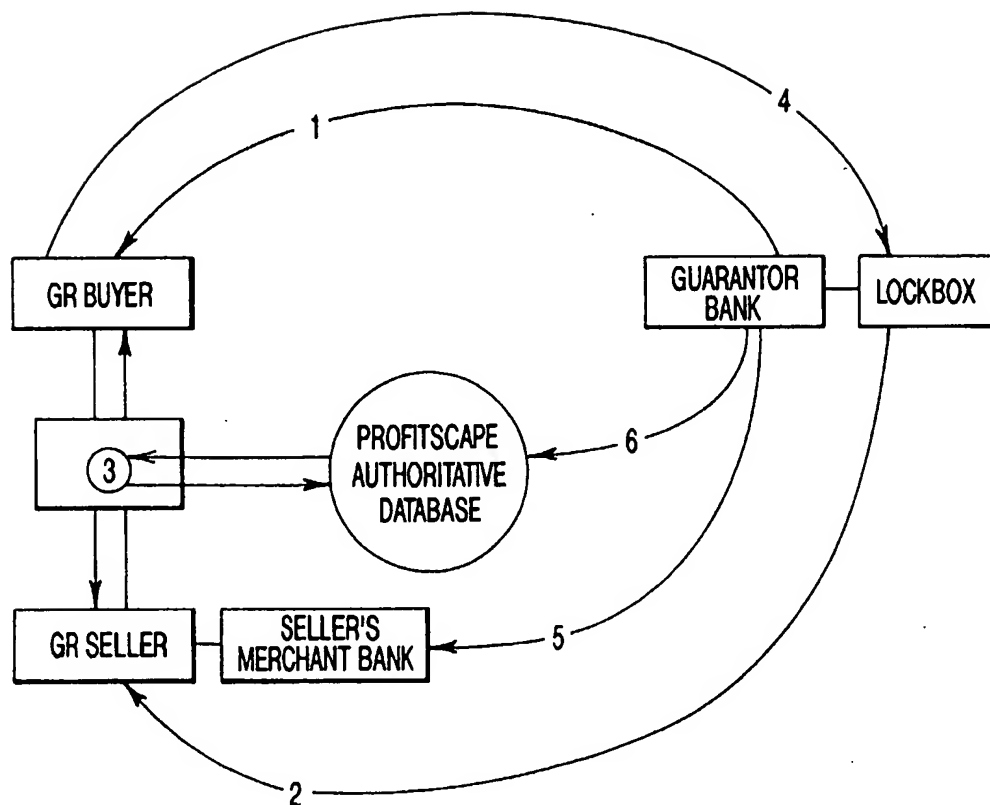 4
1
GR BUYER
GUARANTOR
BANK
LOCKBOX
3
PROFITSCAPE
AUTHORITATIVE
DATABASE
6
GR SELLER
SELLER'S
MERCHANT BANK
5
2